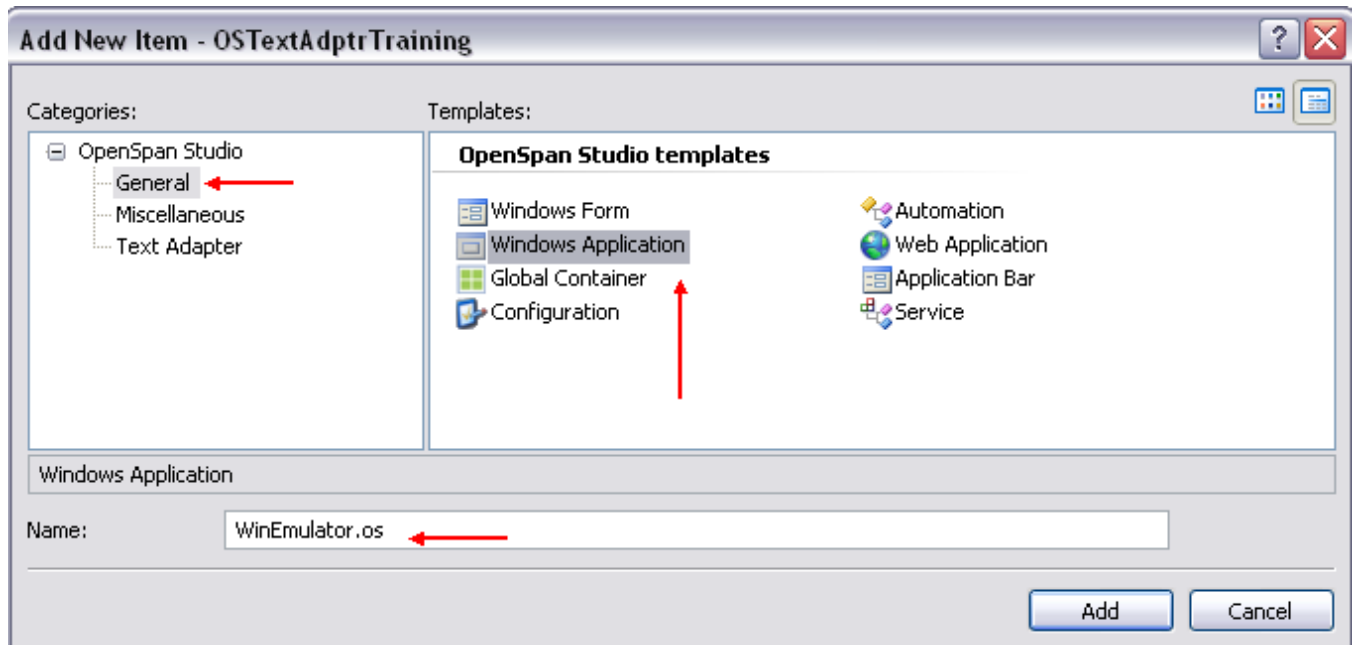 Add New Item - OSTextAdptrTraining
Categories:
Templates:
OpenSpan Studio
General
Miscellaneous
Text Adapter
OpenSpan Studio templates
Windows Form
Automation
Windows Application
Web Application
Global Container
Application Bar
Configuration
Service
Windows Application
Name:
WinEmulator.os
Add
Cancel